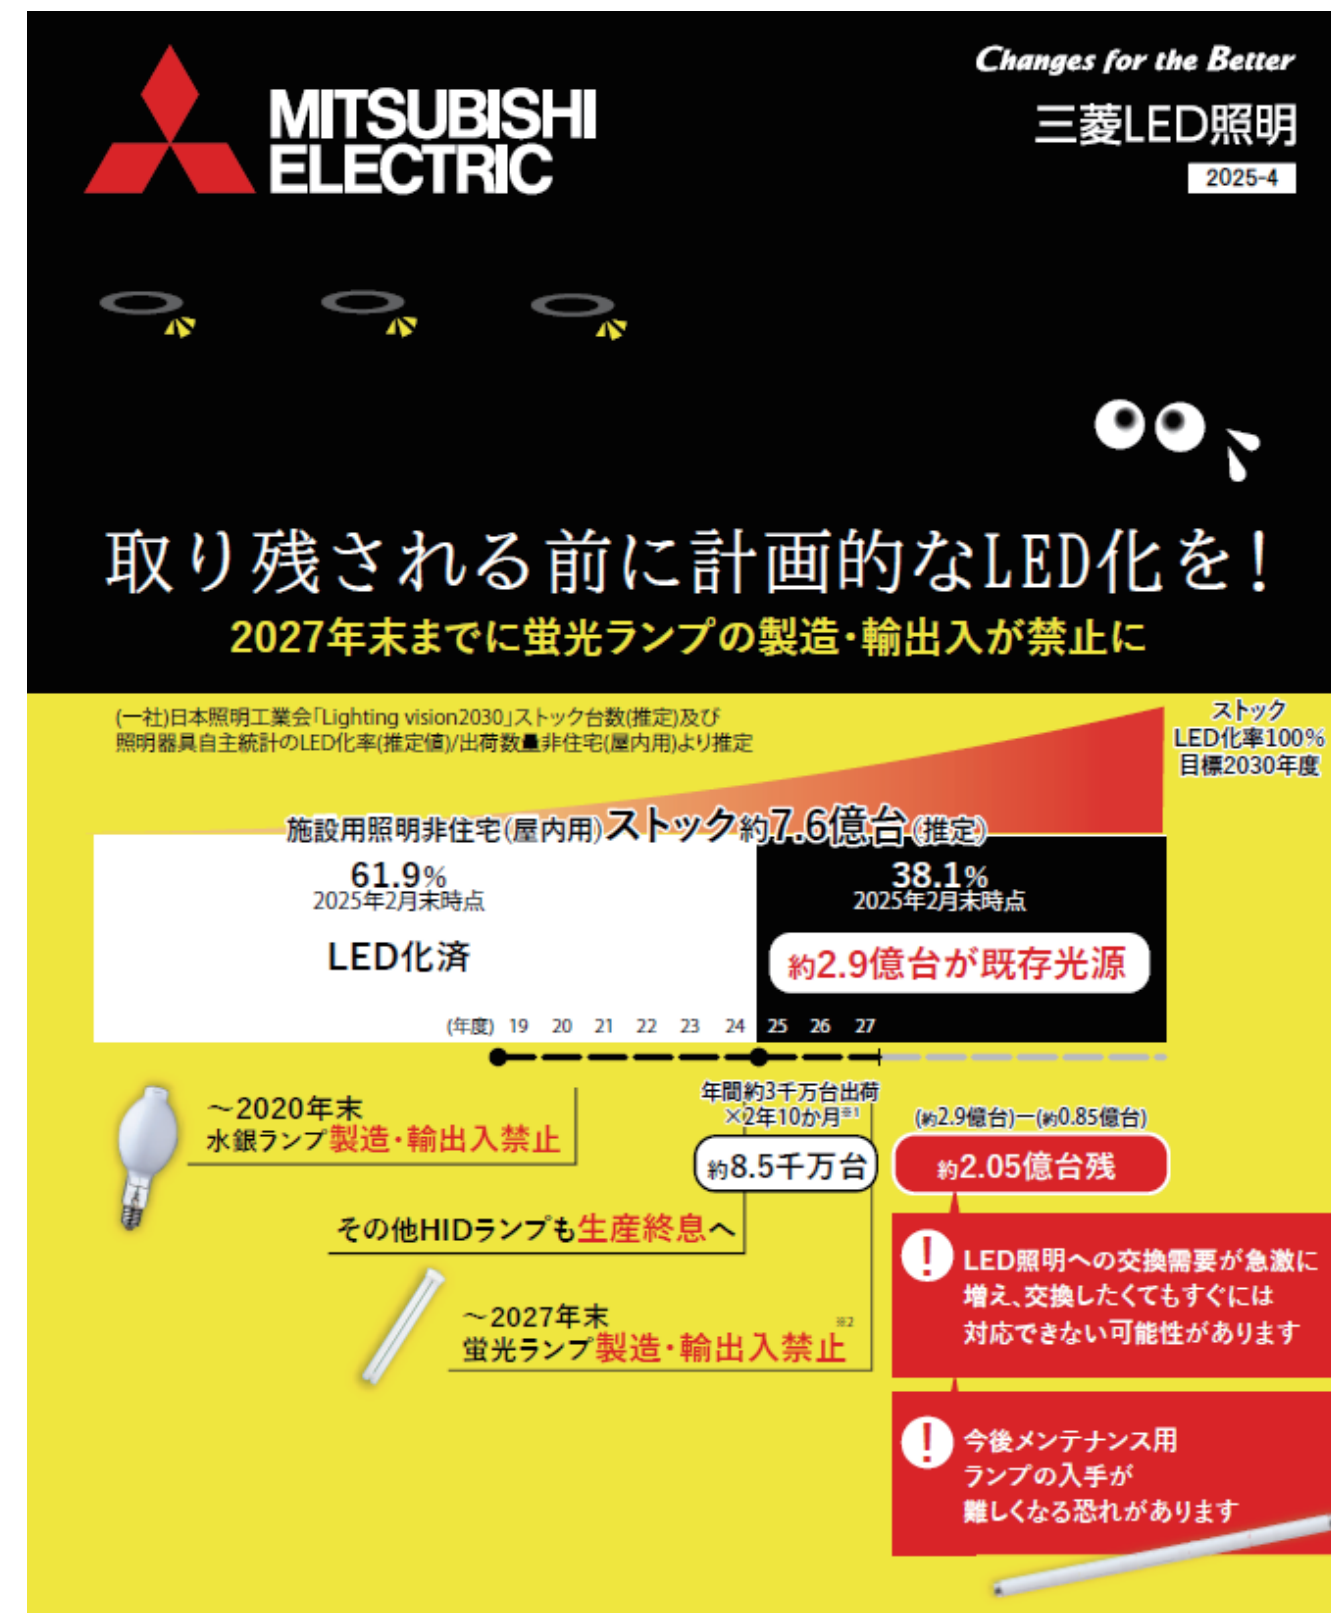 MITSUBISHI
ELECTRIC
Changes for the Better
三菱LED照明
2025-4
取り残される前に計画的なLED化を!
2027年末までに蛍光ランプの製造・輸出入が禁止に
(一社)日本照明工業会「Lighting vision2030」ストック台数(推定)及び
照明器具自主統計のLED化率(推定値)/出荷数量非住宅(屋内用)より推定
ストック
LED化率100%
目標2030年度
施設用照明非住宅(屋内用)ストック約7.6億台(推定)
61.9%
2025年2月末時点
LED化済
38.1%
2025年2月末時点
約2.9億台が既存光源
(年度) 19 20 21 22 23 24 25 26 27
～2020年末
水銀ランプ製造・輸出入禁止
年間約3千万台出荷
×2年10か月※1
約8.5千万台
(約2.9億台)ー(約0.85億台)
約2.05億台残
その他HIDランプも生産終息へ
～2027年末
蛍光ランプ製造・輸出入禁止※2
!
LED照明への交換需要が急激に
増え、交換したくてもすぐには
対応できない可能性があります
!
今後メンテナンス用
ランプの入手が
難しくなる恐れがあります